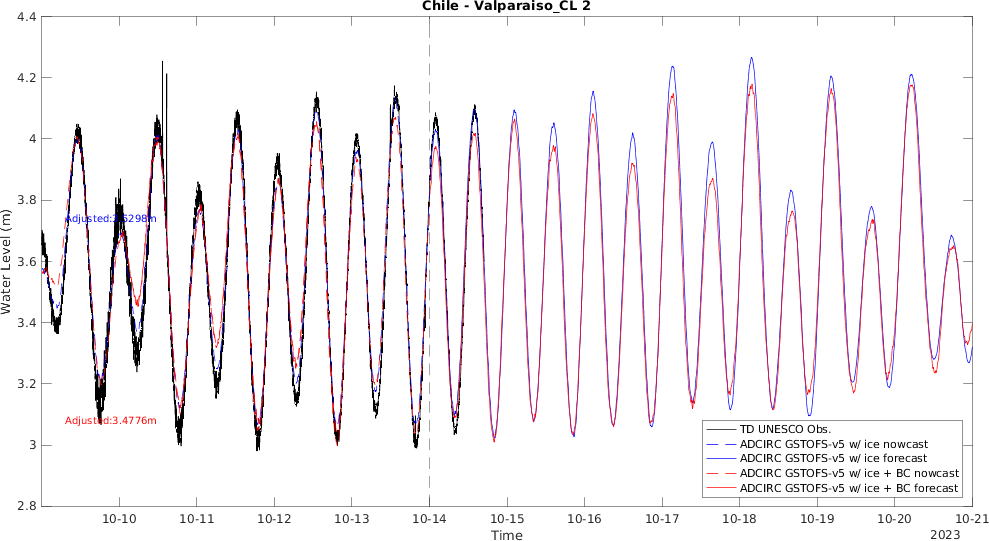 Chile - Valparaiso_CL 2
Water Level (m)
4.4
4.2
4
3.8
3.6
3.4
3.2
3
2.8
Adjusted:3.4776m
TD UNESCO Obs.
ADCIRC GSTOFS-v5 w/ ice nowcast
ADCIRC GSTOFS-v5 w/ ice forecast
ADCIRC GSTOFS-v5 w/ ice + BC nowcast
ADCIRC GSTOFS-v5 w/ ice + BC forecast
10-10 10-11 10-12 10-13 10-14 10-15 10-16 10-17 10-18 10-19 10-20 10-21
Time
2023